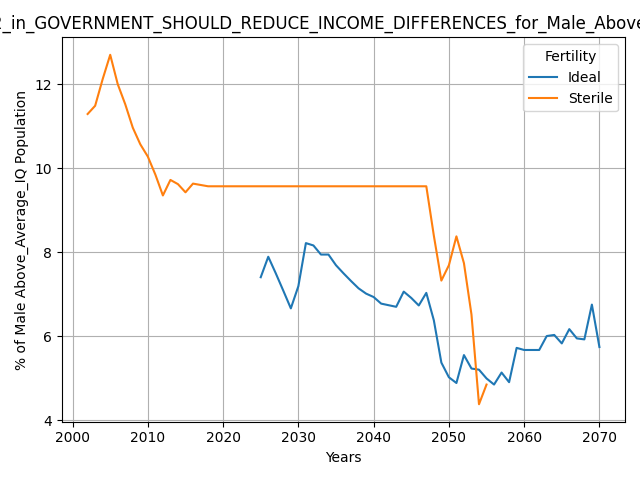 _in_GOVERNMENT_SHOULD_REDUCE_INCOME_DIFFERENCES_for_Male_Above
Fertility
Ideal
Sterile
% of Male Above_Average_IQ Population
12
10
8
6
4
2000 2010 2020 2030 2040 2050 2060 2070
Years